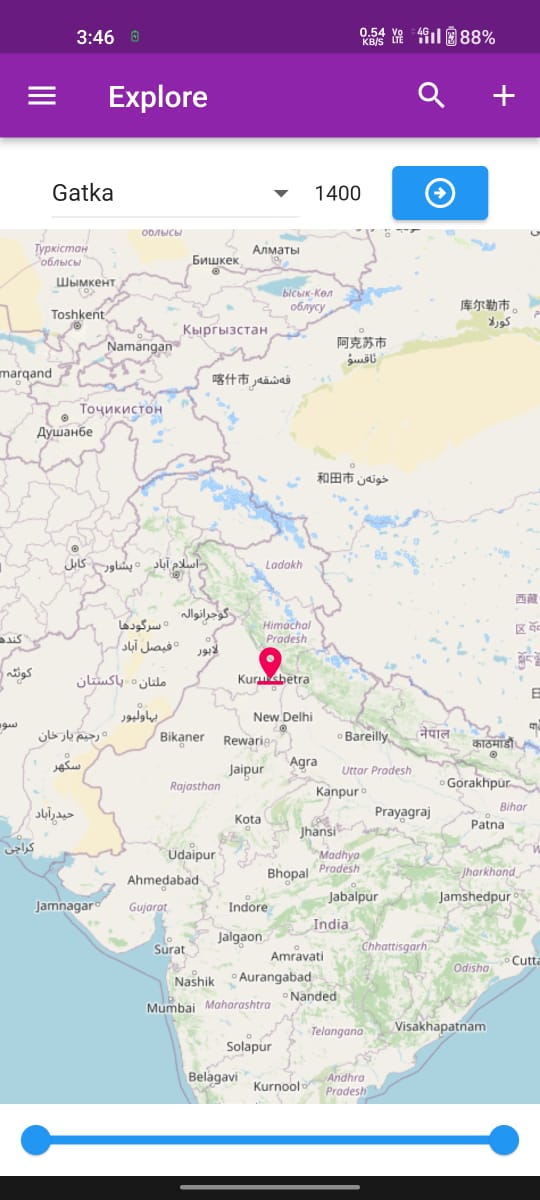 3:46
0.54 KB/S
Vo LTE
4G
88%
Explore
Gatka
1400
облысы
Алматы
Түркістан облысы
Бишкек
Шымкент
Ысык-Көл облусу
库尔勒市
كورلا
Toshkent
Кыргызстан
Namangan
阿克苏市
ئاقسۇ
marqand
喀什市 قەشقەر
Тоҷикистон
Душанбе
和田市 خوتەن
کابل
پشاور
اسلام آباد
Ladakh
西藏
گوجرانوالہ
سرگودھا
Himachal Pradesh
فیصل آباد
لاہور
کوئٹہ
پاکستان
ملتان
Kurukshetra
بہاولپور
New Delhi
رحیم یار خان
Bikaner
Rewari
Bareilly
नेपाल
काठमाडौं
سکھر
Jaipur
Agra
Uttar Pradesh
Rajasthan
Kanpur
Gorakhpur
حیدرآباد
Kota
Prayagraj
Bihar
Jhansi
Patna
کراچی
Udaipur
Madhya Pradesh
Ahmedabad
Bhopal
Jharkhand
Jamnagar
Gujarat
Indore
Jabalpur
Jamshedpur
India
Jalgaon
Surat
Chhattisgarh
Amravati
Odisha
Cutta
Nashik
Aurangabad
Nanded
Mumbai
Maharashtra
Visakhapatnam
Telangana
Solapur
Belagavi
Kurnool
Andhra Pradesh